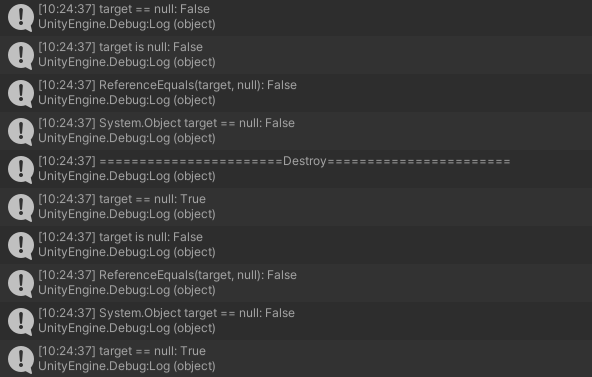 [10:24:37] target == null: False
UnityEngine.Debug:Log (object)
[10:24:37] target is null: False
UnityEngine.Debug:Log (object)
[10:24:37] ReferenceEquals(target, null): False
UnityEngine.Debug:Log (object)
[10:24:37] System.Object target == null: False
UnityEngine.Debug:Log (object)
[10:24:37] =======================Destroy=======================
UnityEngine.Debug:Log (object)
[10:24:37] target == null: True
UnityEngine.Debug:Log (object)
[10:24:37] target is null: False
UnityEngine.Debug:Log (object)
[10:24:37] ReferenceEquals(target, null): False
UnityEngine.Debug:Log (object)
[10:24:37] System.Object target == null: False
UnityEngine.Debug:Log (object)
[10:24:37] target == null: True
UnityEngine.Debug:Log (object)